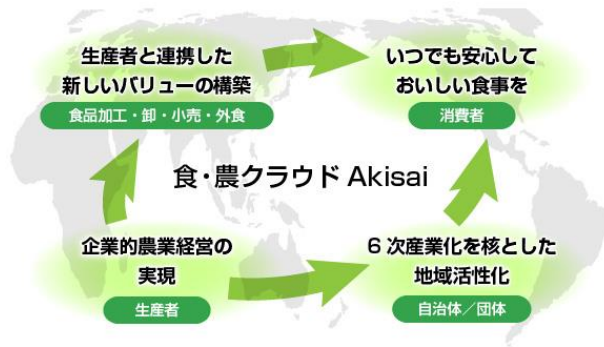 生産者と連携した
新しいバリューの構築
食品加工・卸・小売・外食
いつでも安心して
おいしい食事を
消費者
食・農クラウド Akisai
企業的農業経営の
実現
生産者
6次産業化を核とした
地域活性化
自治体／団体